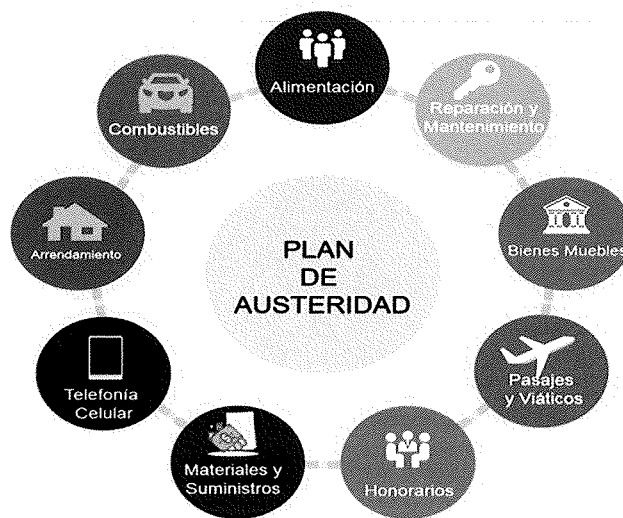 PLAN
DE
AUSTERIDAD
Alimentación
Reparación y
Mantenimiento
Bienes Muebles
Pasajes
y Viáticos
Honorarios
Materiales y
Suministros
Telefonía
Celular
Arrendamiento
Combustibles